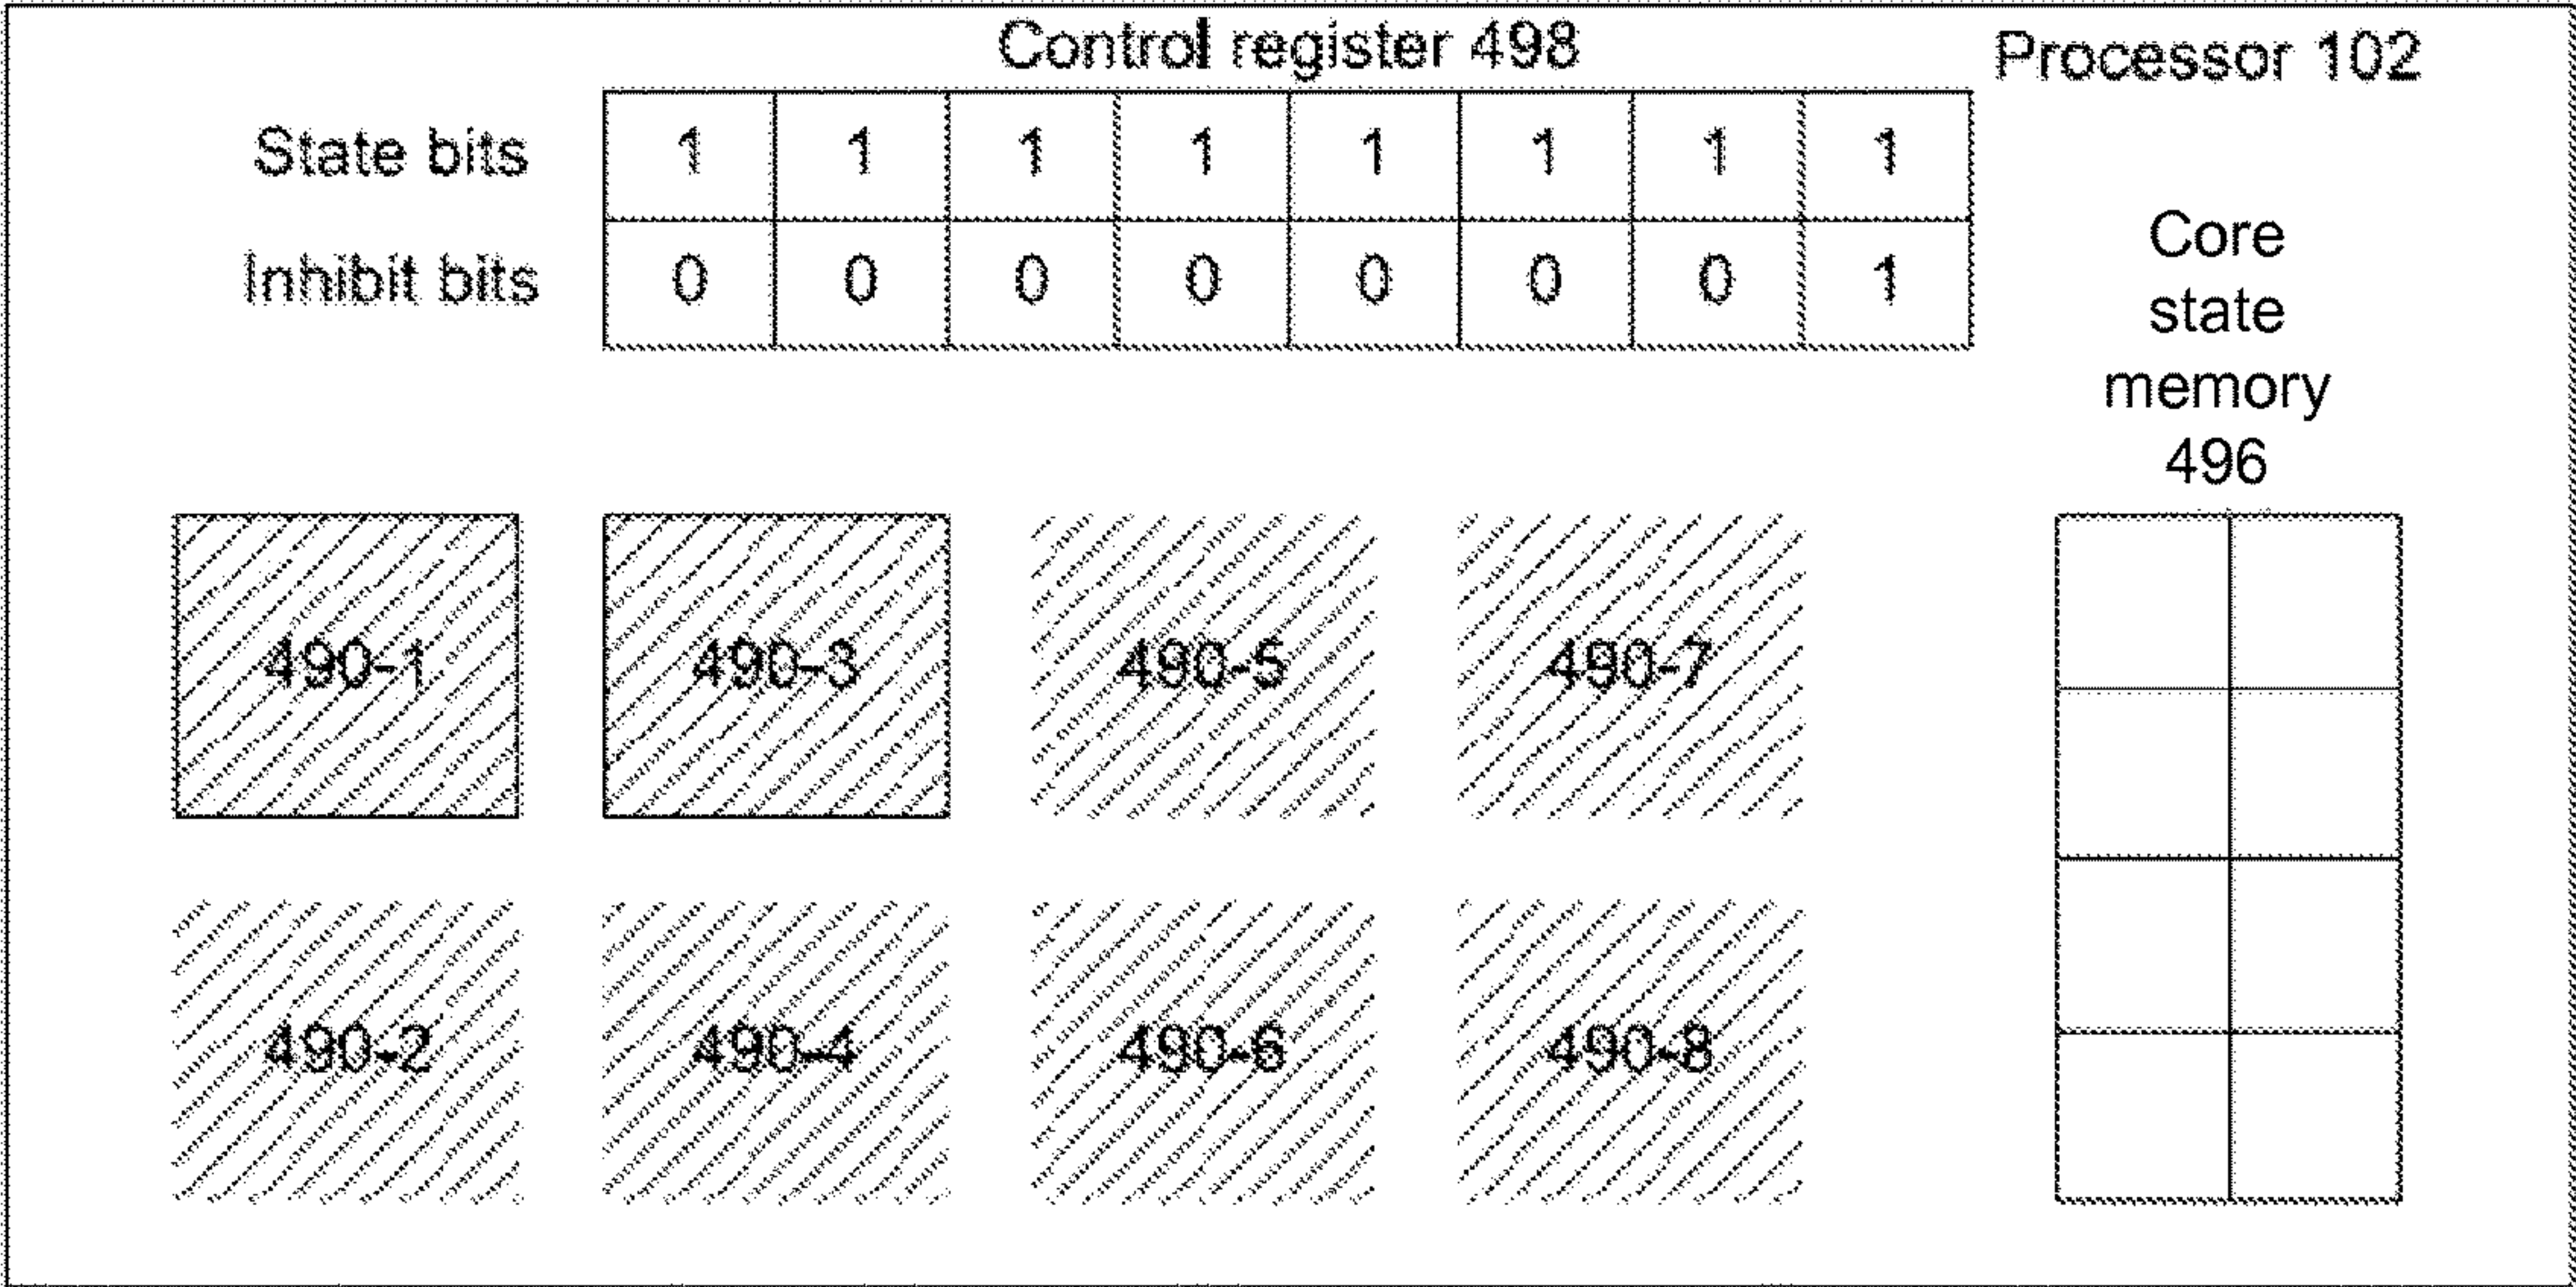 Control register 498
Processor 102
State bits 1 1 1 1 1 1 1 1
Inhibit bits 0 0 0 0 0 0 0 1
Core
state
memory
496
490-1 490-3 490-5 490-7
490-2 490-4 490-6 490-8